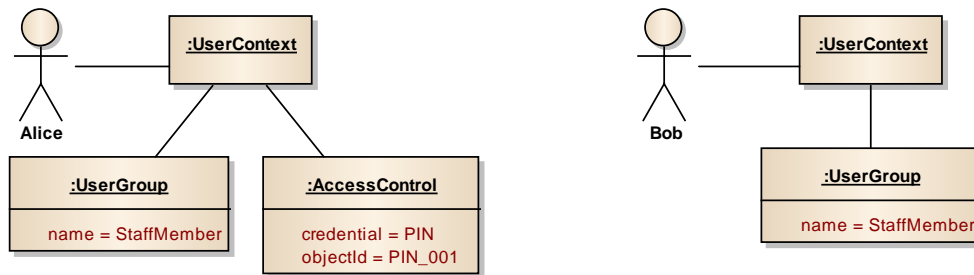 :UserContext
Alice
:UserGroup
name = StaffMember
:AccessControl
credential = PIN
objectId = PIN_001
:UserContext
Bob
:UserGroup
name = StaffMember